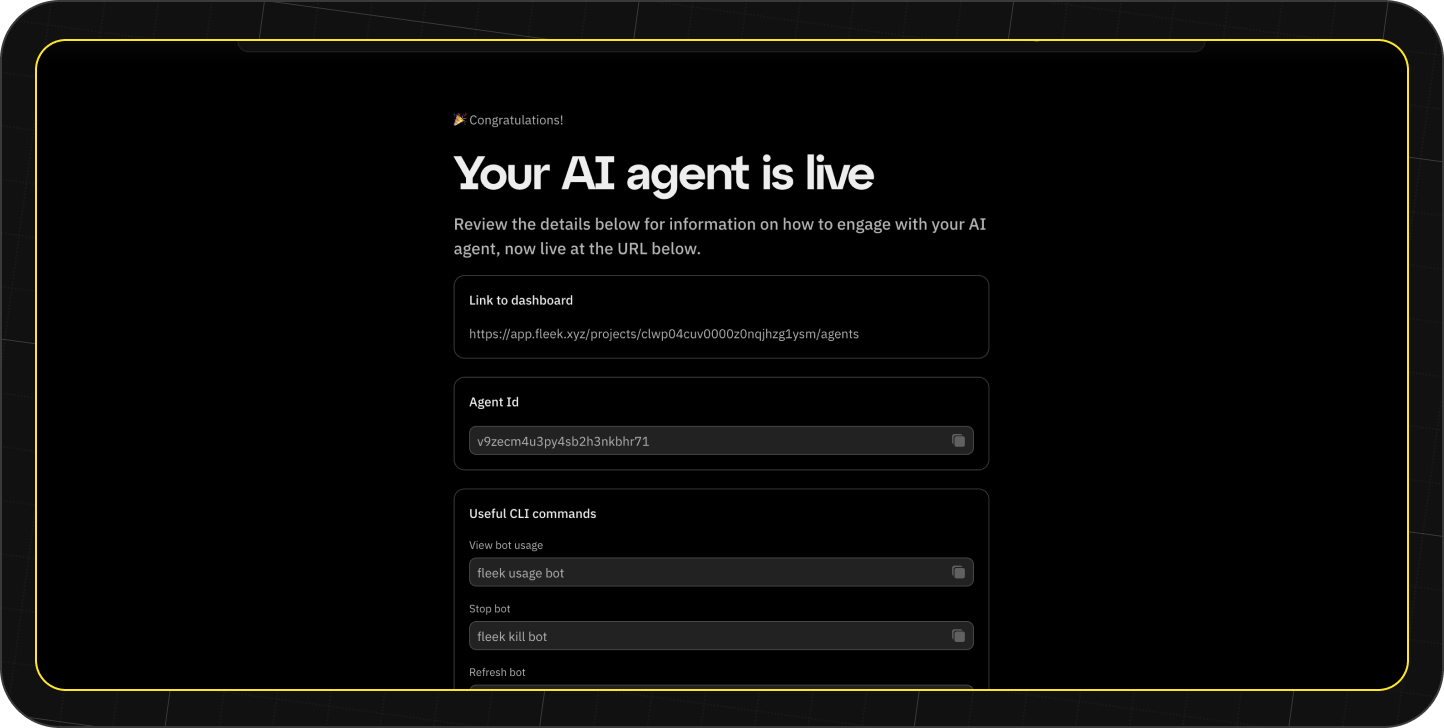 🎉 Congratulations!
Your AI agent is live
Review the details below for information on how to engage with your AI
agent, now live at the URL below.
Link to dashboard
https://app.fleek.xyz/projects/clwp04cuv0000z0nqjhzg1ysm/agents
Agent Id
v9zecm4u3py4sb2h3nkbhr71
Useful CLI commands
View bot usage
fleek usage bot
Stop bot
fleek kill bot
Refresh bot